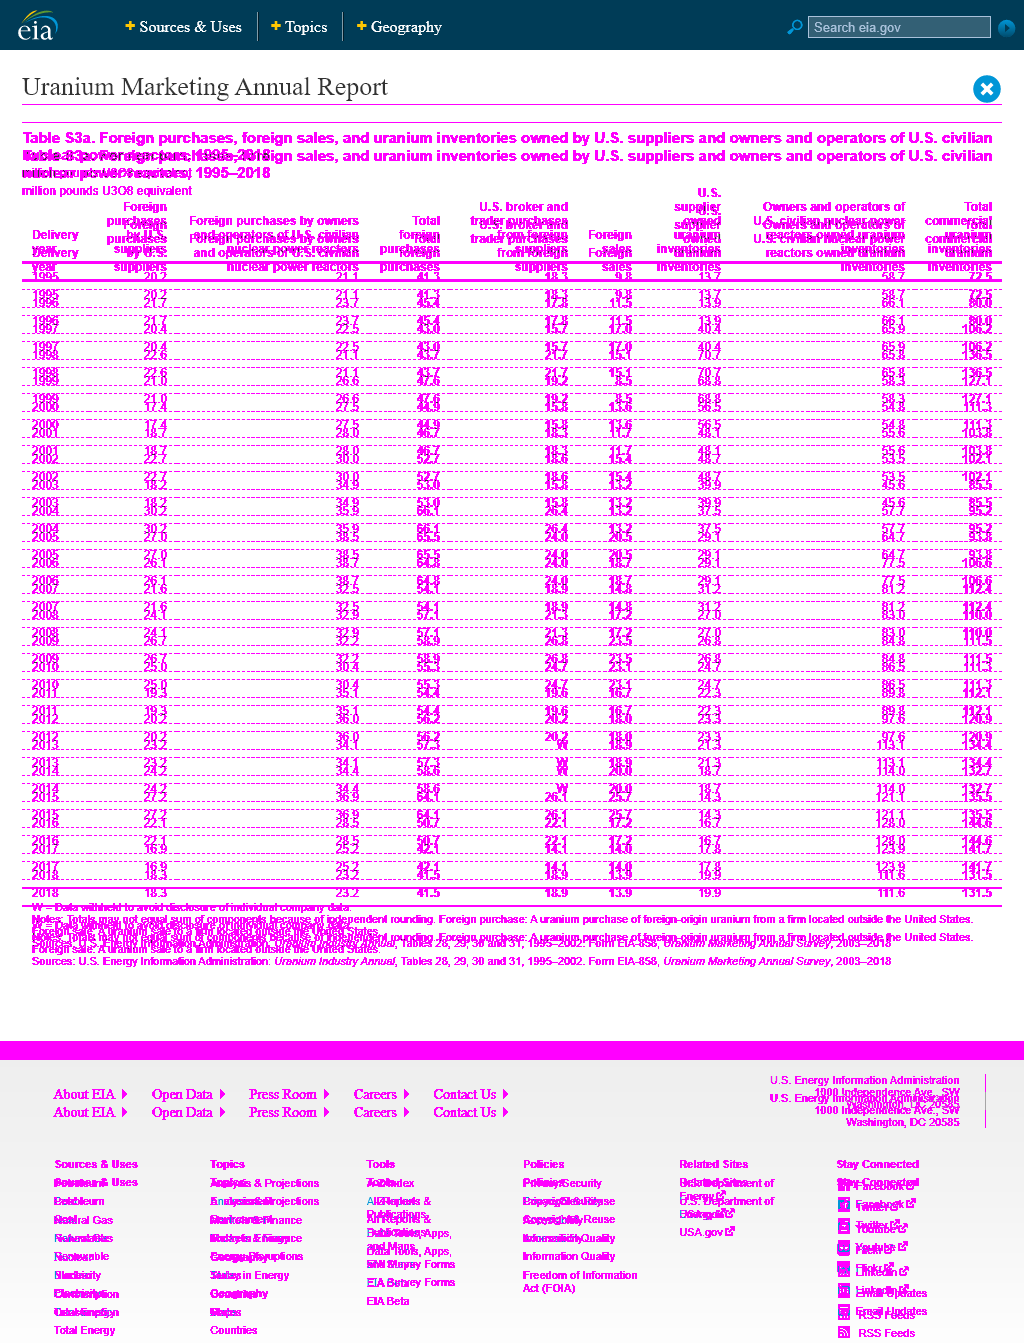 eia
+ Sources & Uses
+ Topics
+ Geography
Search eia.gov
Uranium Marketing Annual Report
Table S3a. Foreign purchases, foreign sales, and uranium inventories owned by U.S. suppliers and owners and operators of U.S. civilian
nuclear power reactors, 1995–2018
million pounds U3O8 equivalent
Delivery year
Foreign purchases by U.S. suppliers
Foreign purchases by owners and operators of U.S. civilian nuclear power reactors
Total foreign purchases
U.S. broker and trader purchases from foreign suppliers
Foreign sales
U.S. supplier owned uranium inventories
Owners and operators of U.S. civilian nuclear power reactors owned uranium inventories
Total commercial uranium inventories
1995 20.2 21.1 41.3 18.3 9.8 13.7 58.7 72.5
1996 21.7 23.7 45.4 17.8 11.5 13.9 66.1 80.0
1997 20.4 22.5 43.0 15.7 17.0 40.4 65.9 106.2
1998 22.6 21.1 43.7 21.7 15.1 70.7 65.8 136.5
1999 21.0 26.6 47.6 19.2 8.5 68.8 58.3 127.1
2000 17.4 27.5 44.9 15.8 13.6 56.5 54.8 111.3
2001 18.7 28.0 46.7 18.3 11.7 48.1 55.6 103.8
2002 22.7 30.0 52.7 18.6 15.4 48.7 53.5 102.1
2003 18.2 34.9 53.0 15.8 13.2 39.9 45.6 85.5
2004 30.2 35.9 66.1 26.4 13.2 37.5 57.7 95.2
2005 27.0 38.5 65.5 24.0 20.5 29.1 64.7 93.8
2006 26.1 38.7 64.8 24.0 18.7 29.1 77.5 106.6
2007 21.6 32.5 54.1 18.9 14.8 31.2 81.2 112.4
2008 24.1 32.9 57.1 21.3 17.2 27.0 83.0 110.0
2009 26.7 32.2 58.9 26.8 23.5 26.8 84.8 111.5
2010 25.0 30.4 55.3 24.7 23.1 24.7 86.5 111.3
2011 19.3 35.1 54.4 19.6 16.7 22.3 89.8 112.1
2012 20.2 36.0 56.2 20.2 18.0 23.3 97.6 120.9
2013 23.2 34.1 57.3 W 18.9 21.3 113.1 134.4
2014 24.2 34.4 58.6 W 20.0 18.7 114.0 132.7
2015 27.2 36.9 64.1 26.1 25.7 14.3 121.1 135.5
2016 22.1 28.5 50.7 22.1 17.2 16.7 128.0 144.6
2017 16.9 25.2 42.1 14.1 14.0 17.8 123.9 141.7
2018 18.3 23.2 41.5 18.9 13.9 19.9 111.6 131.5
W = Data withheld to avoid disclosure of individual company data.
Notes: Totals may not equal sum of components because of independent rounding. Foreign purchase: A uranium purchase of foreign-origin uranium from a firm located outside the United States.
Foreign sale: A uranium sale to a firm located outside the United States.
Sources: U.S. Energy Information Administration: Uranium Industry Annual, Tables 28, 29, 30 and 31, 1995–2002. Form EIA-858, Uranium Marketing Annual Survey, 2003–2018
About EIA
Open Data
Press Room
Careers
Contact Us
U.S. Energy Information Administration
1000 Independence Ave., SW
Washington, DC 20585
Sources & Uses
Petroleum
Coal
Natural Gas
Renewable
Nuclear
Electricity
Consumption
Total Energy
Topics
Analysis & Projections
Environment
Markets & Finance
Today in Energy
Geography
States
Countries
Tools
A-Z Index
All Reports &
Publications
Data Tools, Apps,
and Maps
EIA Survey Forms
EIA Beta
Policies
Privacy/Security
Copyright & Reuse
Accessibility
Information Quality
Freedom of Information
Act (FOIA)
Related Sites
U.S. Department of
Energy
USA.gov
Stay Connected
Facebook
Twitter
Youtube
Flickr
LinkedIn
Email Updates
RSS Feeds